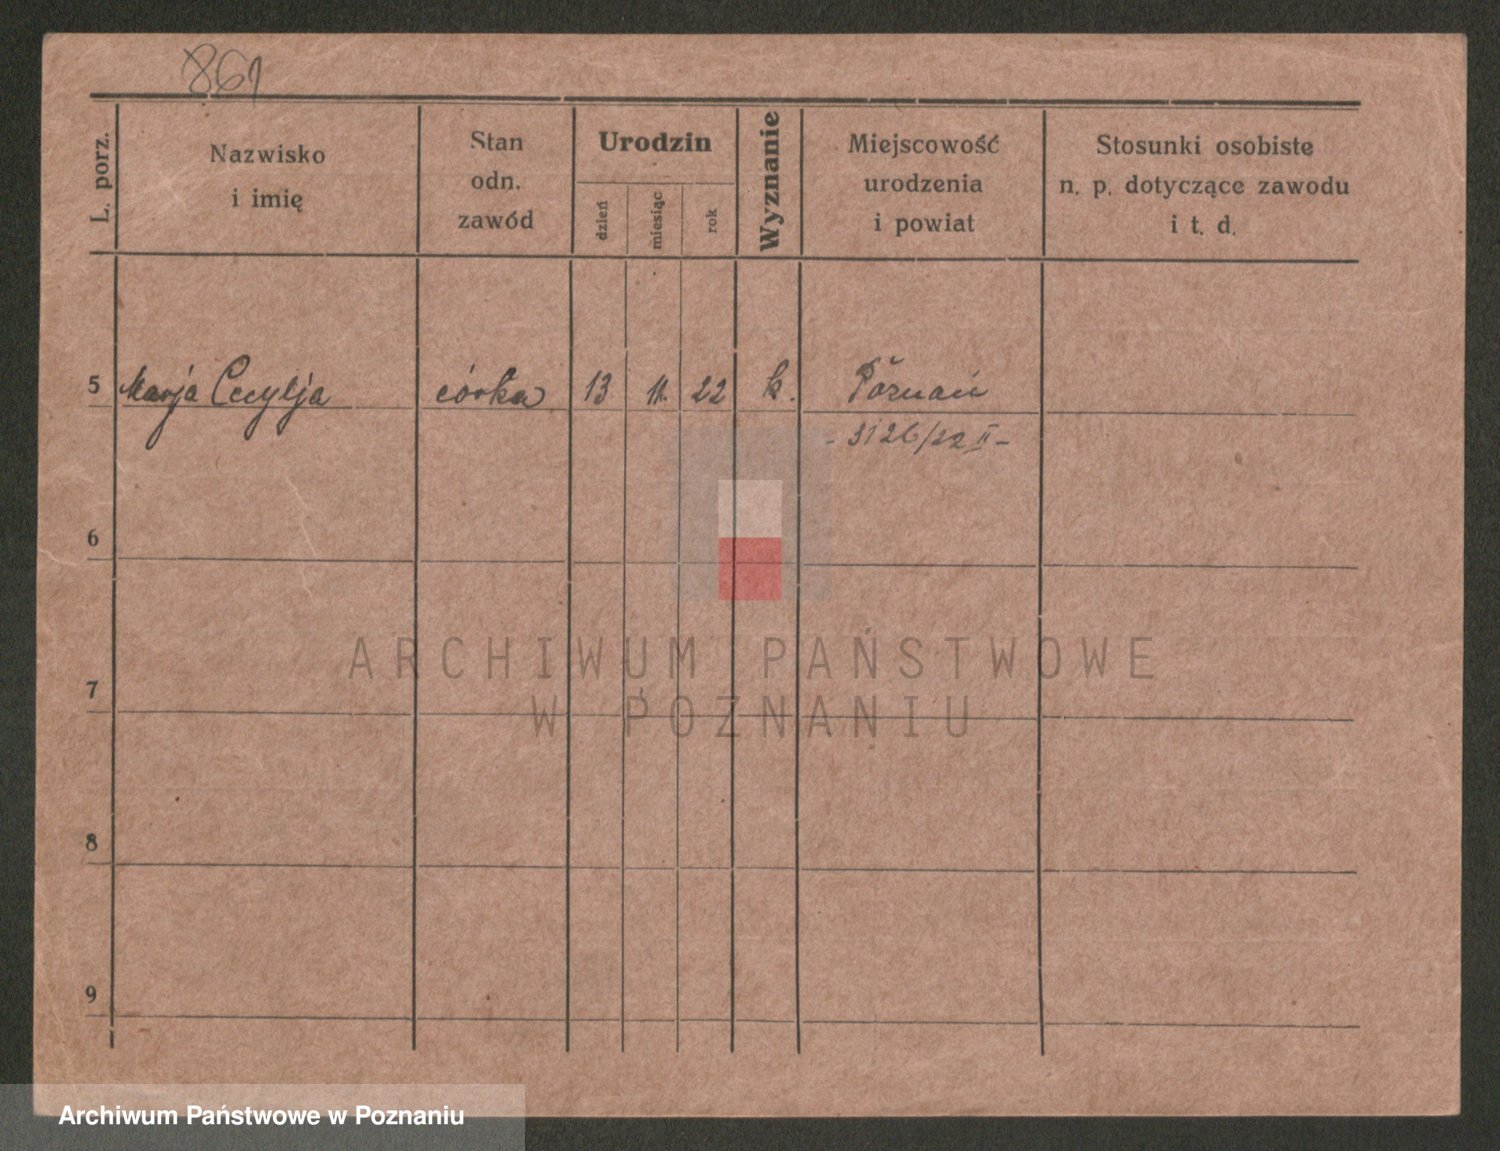 861
L. porz.
Nazwisko
i imię
Stan
odn.
zawód
Urodzin
dzień
miesiąc
rok
Wyznanie
Miejscowość
urodzenia
i powiat
Stosunki osobiste
n. p. dotyczące zawodu
i t. d.
5 Marja Cecylja córka 13 11. 22 k. Poznań
- 3126/22 II -
6
7
8
9
ARCHIWUM PAŃSTWOWE
W POZNANIU
Archiwum Państwowe w Poznaniu